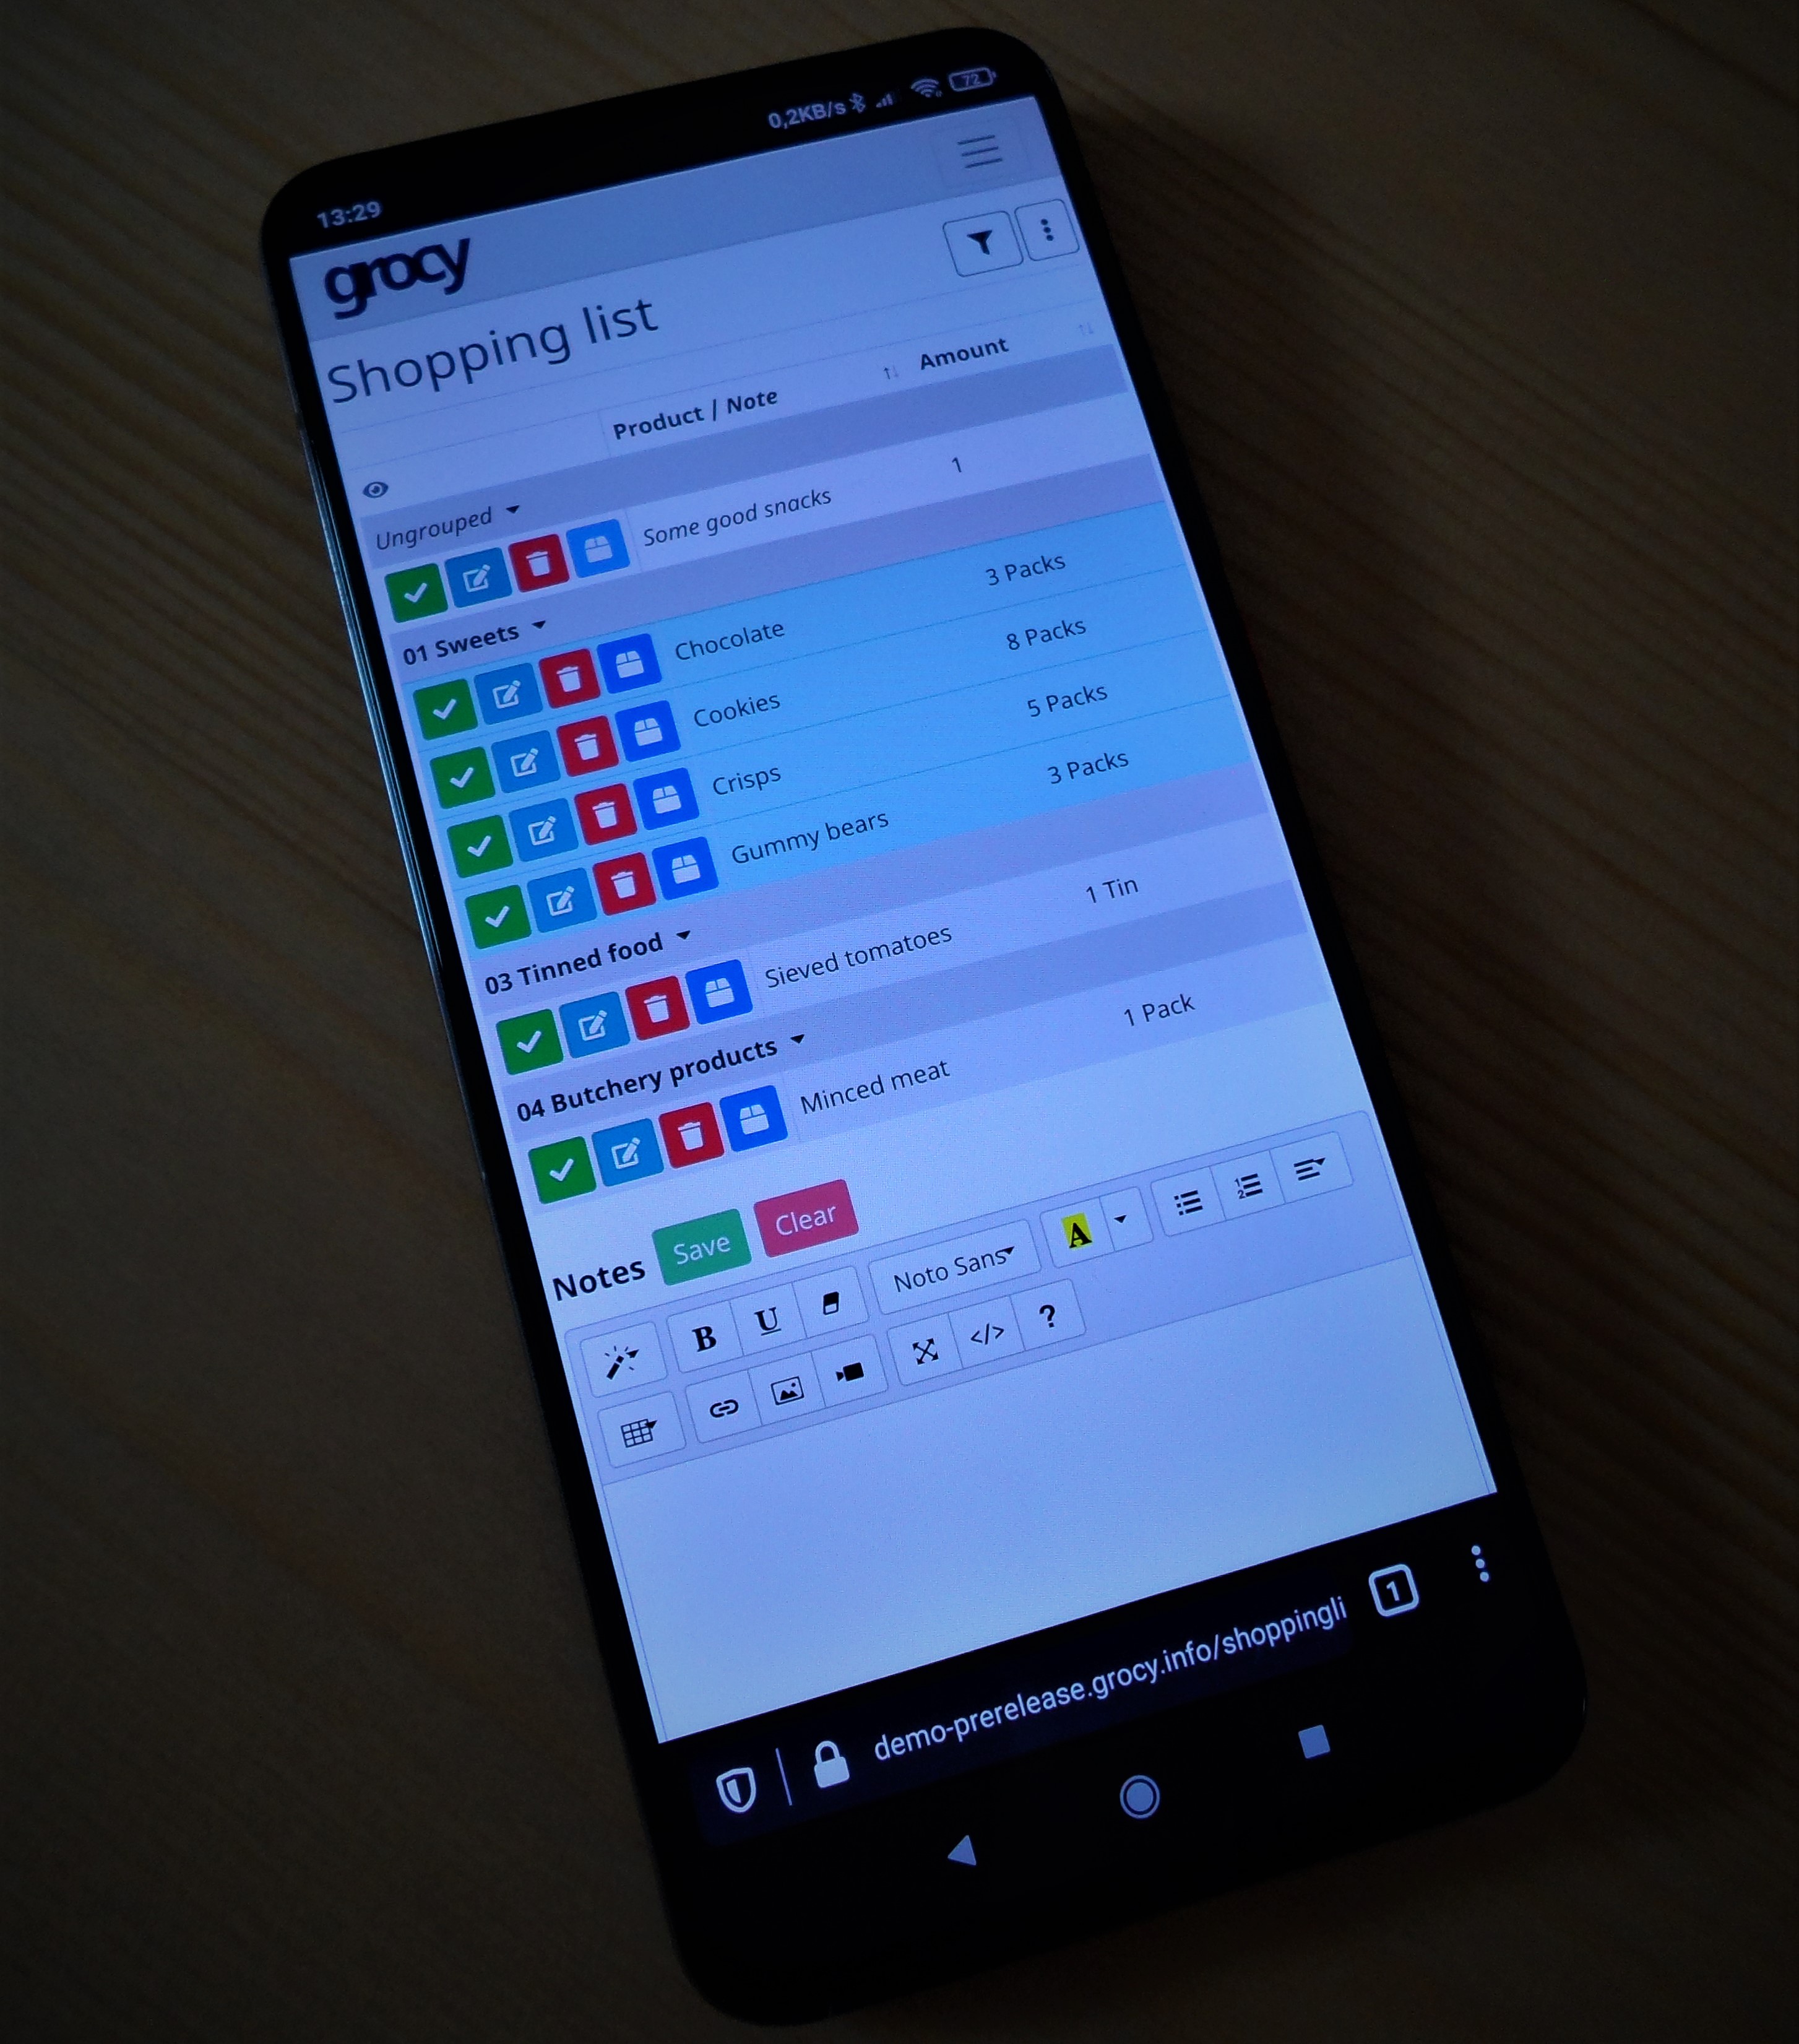 13:29 0,2KB/s 72
grocy
Shopping list
Product / Note Amount
Ungrouped
Some good snacks 1
01 Sweets
Chocolate 3 Packs
Cookies 8 Packs
Crisps 5 Packs
Gummy bears 3 Packs
03 Tinned food
Sieved tomatoes 1 Tin
04 Butchery products
Minced meat 1 Pack
Notes Save Clear
B U Noto Sans A
</> ?
demo-prerelease.grocy.info/shoppingli 1